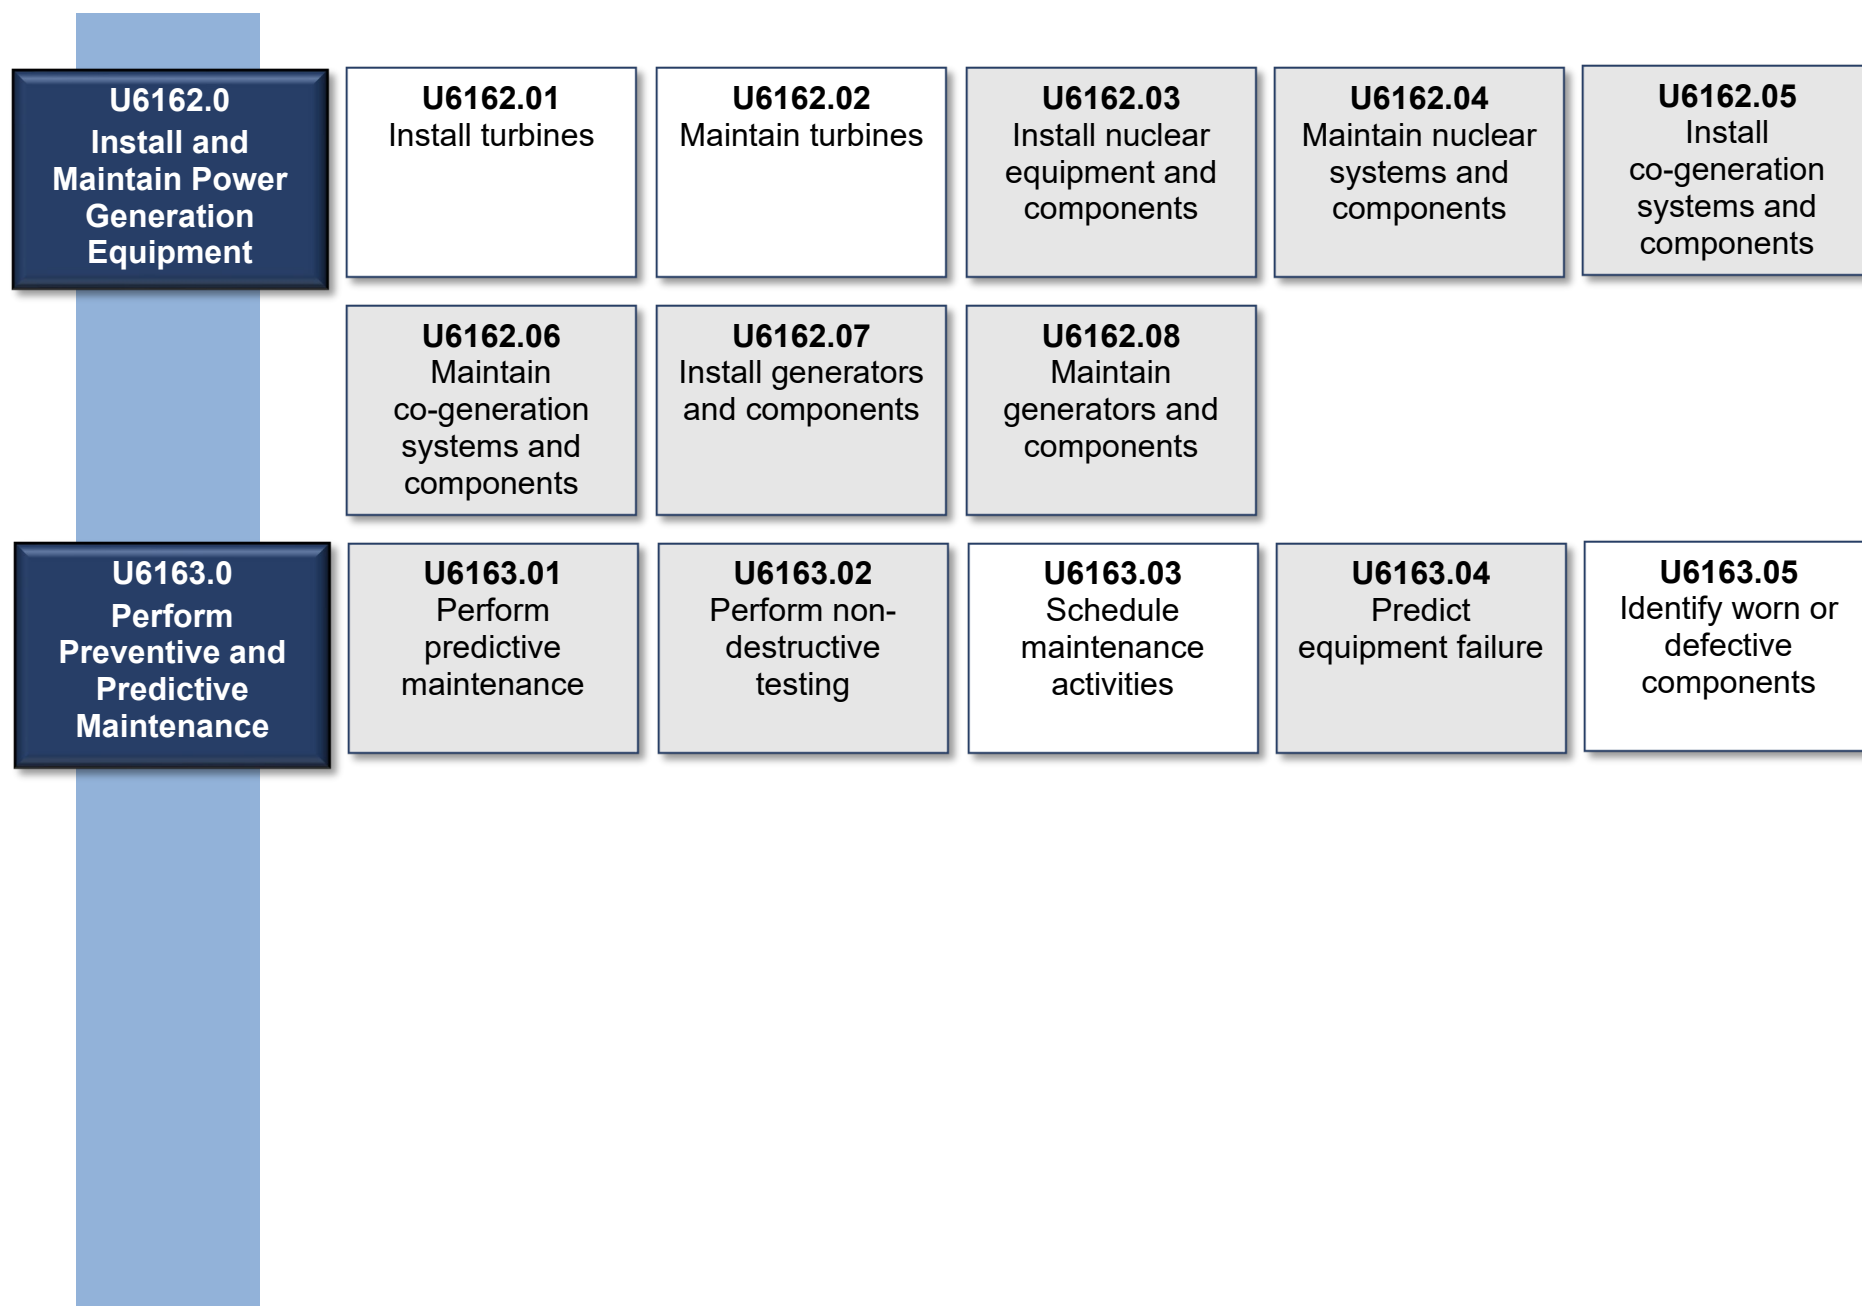 U6162.0
Install and
Maintain Power
Generation
Equipment
U6162.01
Install turbines
U6162.02
Maintain turbines
U6162.03
Install nuclear
equipment and
components
U6162.04
Maintain nuclear
systems and
components
U6162.05
Install
co-generation
systems and
components
U6162.06
Maintain
co-generation
systems and
components
U6162.07
Install generators
and components
U6162.08
Maintain
generators and
components
U6163.0
Perform
Preventive and
Predictive
Maintenance
U6163.01
Perform
predictive
maintenance
U6163.02
Perform non-
destructive
testing
U6163.03
Schedule
maintenance
activities
U6163.04
Predict
equipment failure
U6163.05
Identify worn or
defective
components